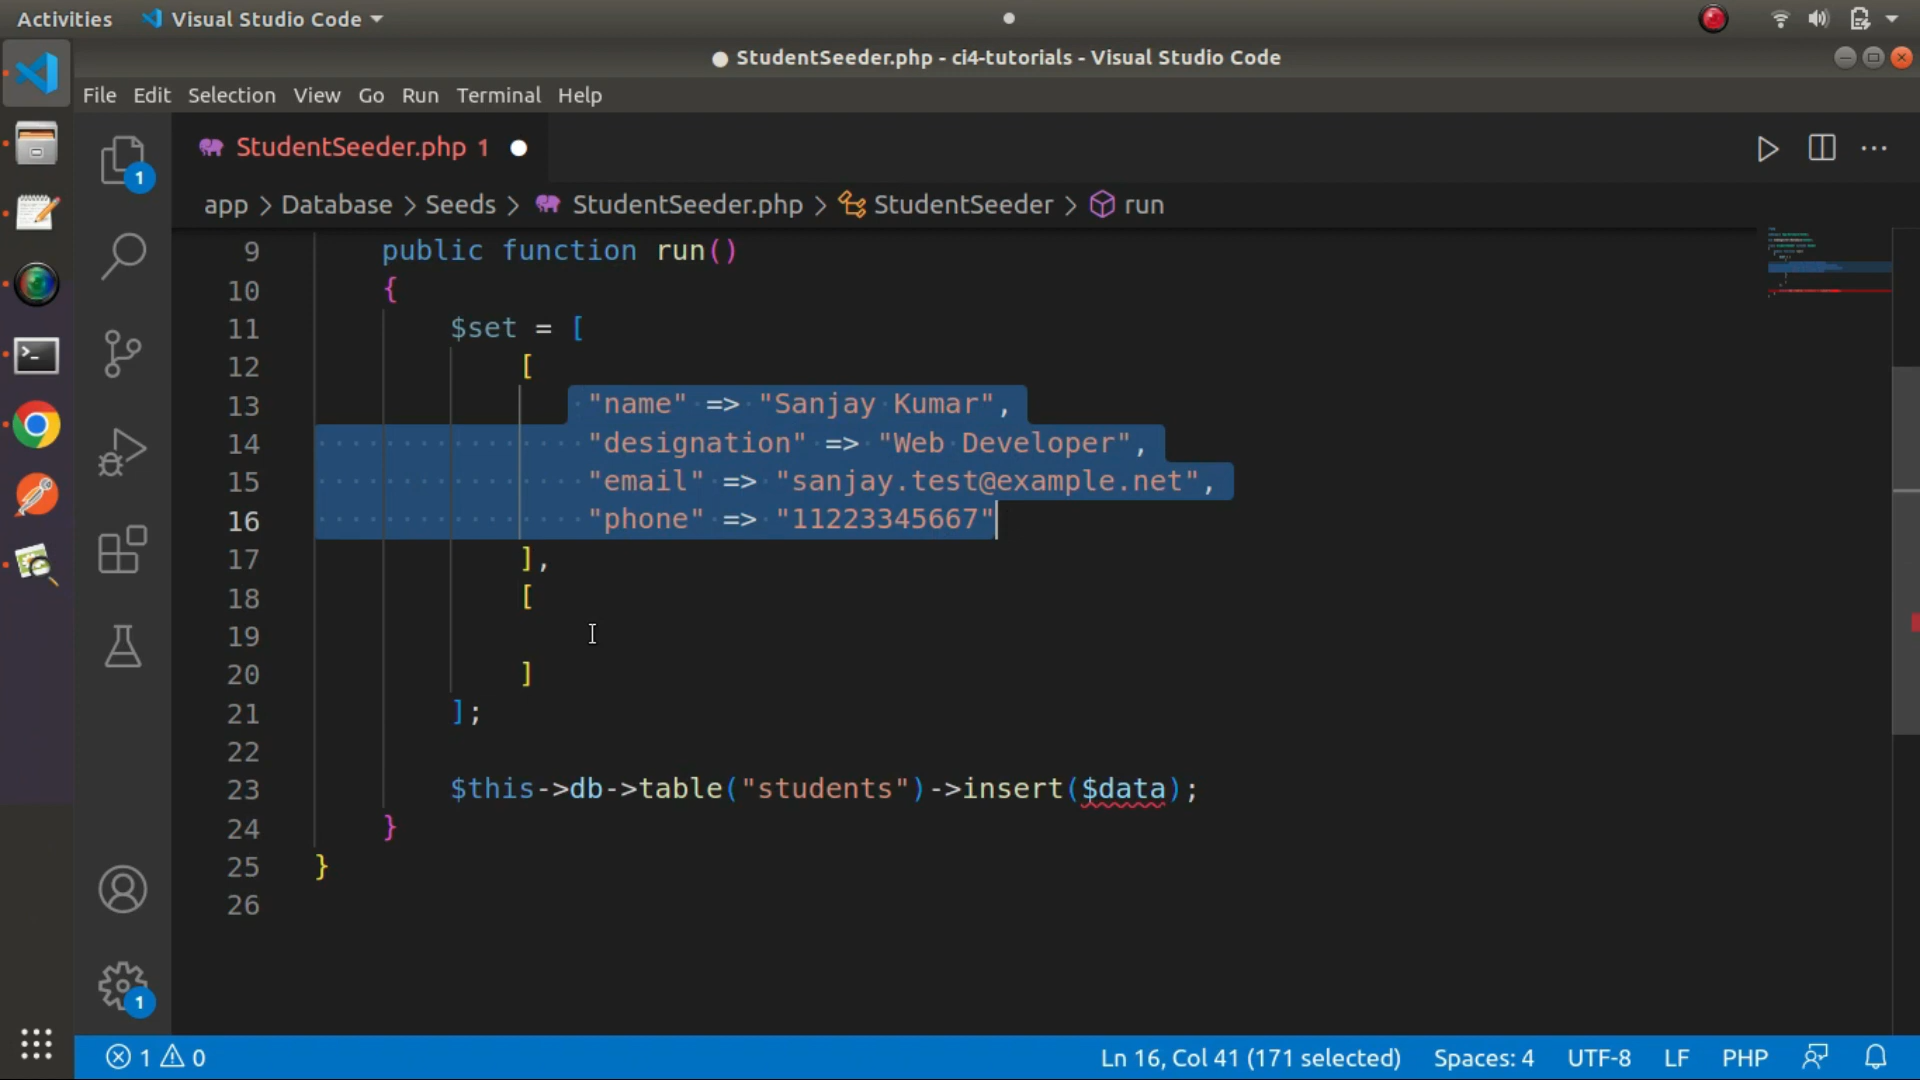 Activities Visual Studio Code
StudentSeeder.php - ci4-tutorials - Visual Studio Code
File Edit Selection View Go Run Terminal Help
StudentSeeder.php 1
app > Database > Seeds > StudentSeeder.php > StudentSeeder > run
9 public function run()
10 {
11 $set = [
12 [
13 "name" => "Sanjay Kumar",
14 "designation" => "Web Developer",
15 "email" => "sanjay.test@example.net",
16 "phone" => "11223345667"
17 ],
18 [
19
20 ]
21 ];
22
23 $this->db->table("students")->insert($data);
24 }
25 }
26
1
1
1 0 Ln 16, Col 41 (171 selected) Spaces: 4 UTF-8 LF PHP